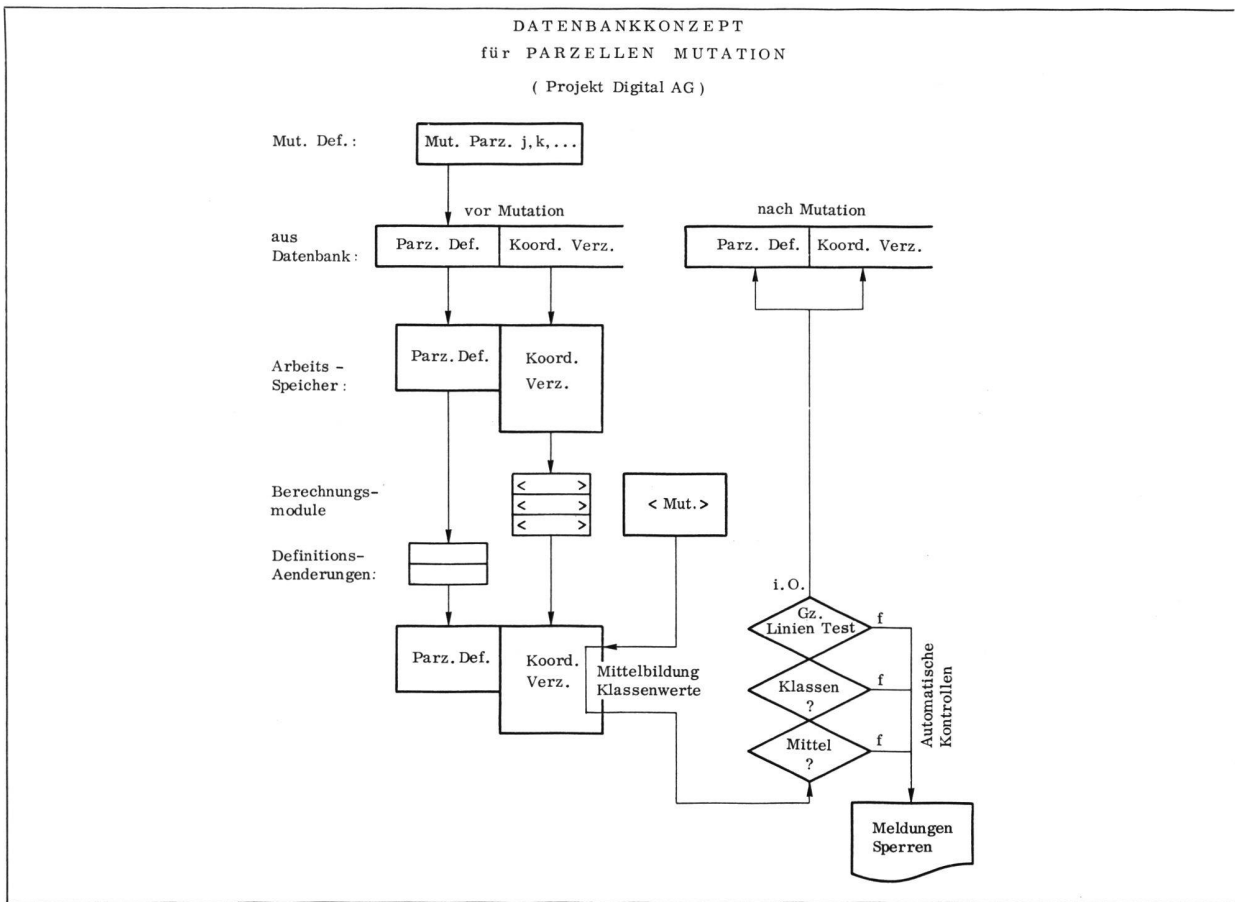 DATENBANKKONZEPT
für PARZELLEN MUTATION
( Projekt Digital AG )
Mut. Def. :
Mut. Parz. j, k, . . .
vor Mutation
nach Mutation
aus
Datenbank :
Parz. Def.
Koord. Verz.
Parz. Def.
Koord. Verz.
Arbeits -
Speicher :
Parz. Def.
Koord.
Verz.
Berechnungs-
module
< >
< >
< >
< Mut. >
Definitions-
Aenderungen:
i. O.
Gz.
Linien Test
f
Parz. Def.
Koord.
Verz.
Mittelbildung
Klassenwerte
Klassen
?
f
Mittel
?
f
Automatische
Kontrollen
Meldungen
Sperren